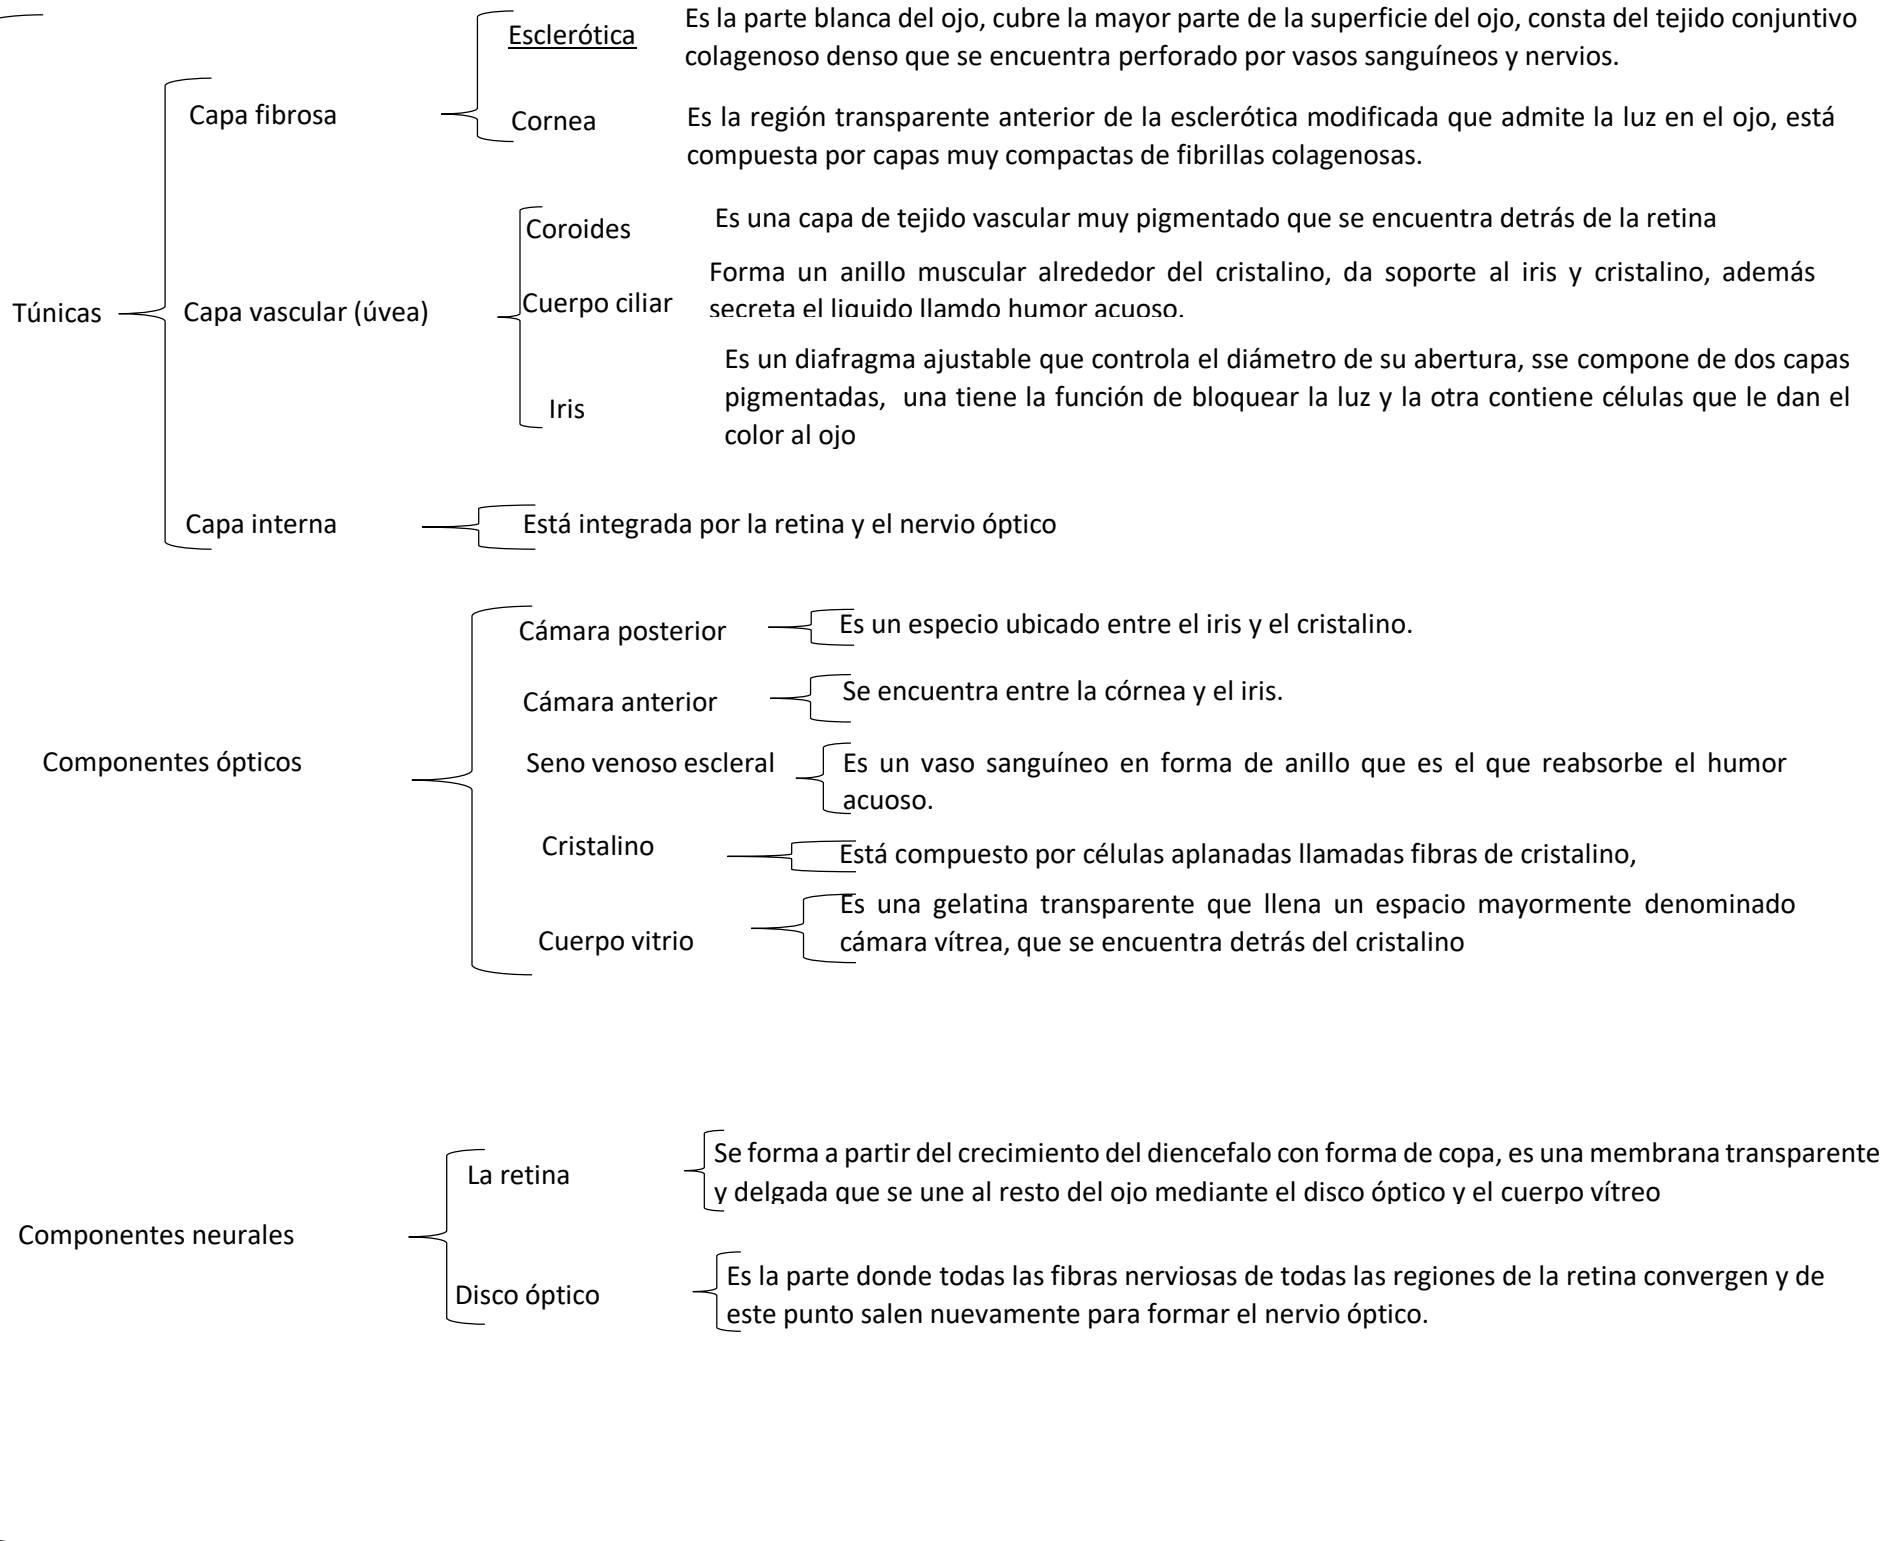 Esclerótica
Es la parte blanca del ojo, cubre la mayor parte de la superficie del ojo, consta del tejido conjuntivo
colagenoso denso que se encuentra perforado por vasos sanguíneos y nervios.
Capa fibrosa
Cornea
Es la región transparente anterior de la esclerótica modificada que admite la luz en el ojo, está
compuesta por capas muy compactas de fibrillas colagenosas.
Coroides
Es una capa de tejido vascular muy pigmentado que se encuentra detrás de la retina
Túnicas
Capa vascular (úvea)
Cuerpo ciliar
Forma un anillo muscular alrededor del cristalino, da soporte al iris y cristalino, además
secreta el liquido llamdo humor acuoso.
Iris
Es un diafragma ajustable que controla el diámetro de su abertura, sse compone de dos capas
pigmentadas, una tiene la función de bloquear la luz y la otra contiene células que le dan el
color al ojo
Capa interna
Está integrada por la retina y el nervio óptico
Cámara posterior
Es un especio ubicado entre el iris y el cristalino.
Cámara anterior
Se encuentra entre la córnea y el iris.
Componentes ópticos
Seno venoso escleral
Es un vaso sanguíneo en forma de anillo que es el que reabsorbe el humor
acuoso.
Cristalino
Está compuesto por células aplanadas llamadas fibras de cristalino,
Cuerpo vitrio
Es una gelatina transparente que llena un espacio mayormente denominado
cámara vítrea, que se encuentra detrás del cristalino
La retina
Se forma a partir del crecimiento del diencefalo con forma de copa, es una membrana transparente
y delgada que se une al resto del ojo mediante el disco óptico y el cuerpo vítreo
Componentes neurales
Disco óptico
Es la parte donde todas las fibras nerviosas de todas las regiones de la retina convergen y de
este punto salen nuevamente para formar el nervio óptico.